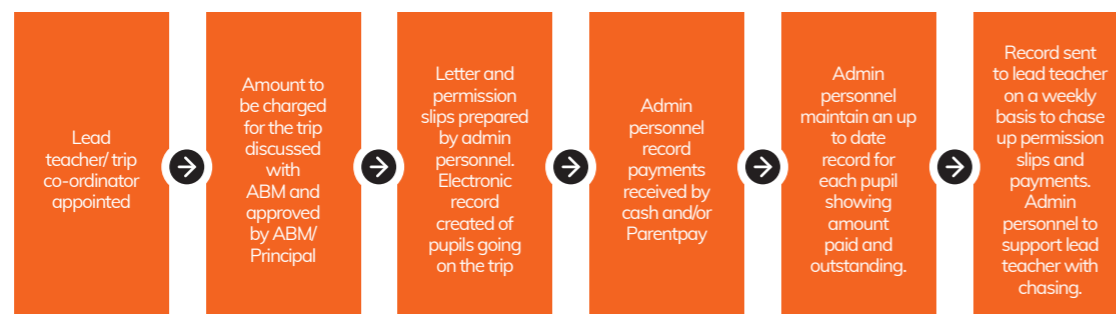 Lead
teacher/ trip
co-ordinator
appointed
Amount to
be charged
for the trip
discussed
with
ABM and
approved
by ABM/
Principal
Letter and
permission
slips prepared
by admin
personnel.
Electronic
record
created of
pupils going
on the trip
Admin
personnel
record
payments
received by
cash and/or
Parentpay
Admin
personnel
maintain an up
to date
record for
each pupil
showing
amount
paid and
outstanding.
Record sent
to lead teacher
on a weekly
basis to chase
up permission
slips and
payments.
Admin
personnel to
support lead
teacher with
chasing.